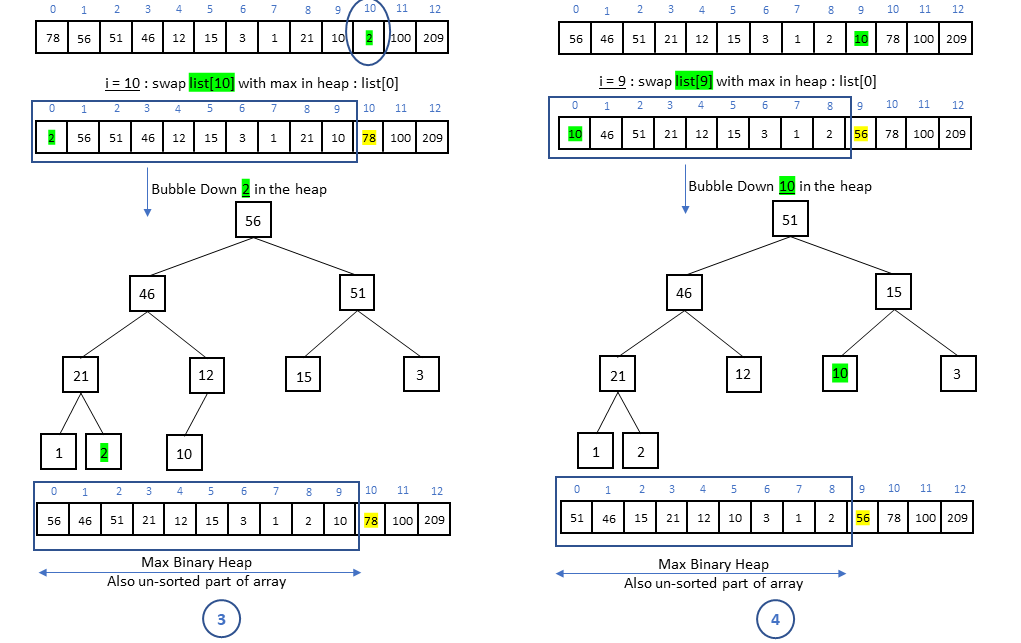 0 1 2 3 4 5 6 7 8 9 10 11 12
78 56 51 46 12 15 3 1 21 10 2 100 209
i = 10 : swap list[10] with max in heap : list[0]
0 1 2 3 4 5 6 7 8 9 10 11 12
2 56 51 46 12 15 3 1 21 10 78 100 209
Bubble Down 2 in the heap
56
46 51
21 12 15 3
1 2 10
0 1 2 3 4 5 6 7 8 9 10 11 12
56 46 51 21 12 15 3 1 2 10 78 100 209
Max Binary Heap
Also un-sorted part of array
3
0 1 2 3 4 5 6 7 8 9 10 11 12
56 46 51 21 12 15 3 1 2 10 78 100 209
i = 9 : swap list[9] with max in heap : list[0]
0 1 2 3 4 5 6 7 8 9 10 11 12
10 46 51 21 12 15 3 1 2 56 78 100 209
Bubble Down 10 in the heap
51
46 15
21 12 10 3
1 2
0 1 2 3 4 5 6 7 8 9 10 11 12
51 46 15 21 12 10 3 1 2 56 78 100 209
Max Binary Heap
Also un-sorted part of array
4